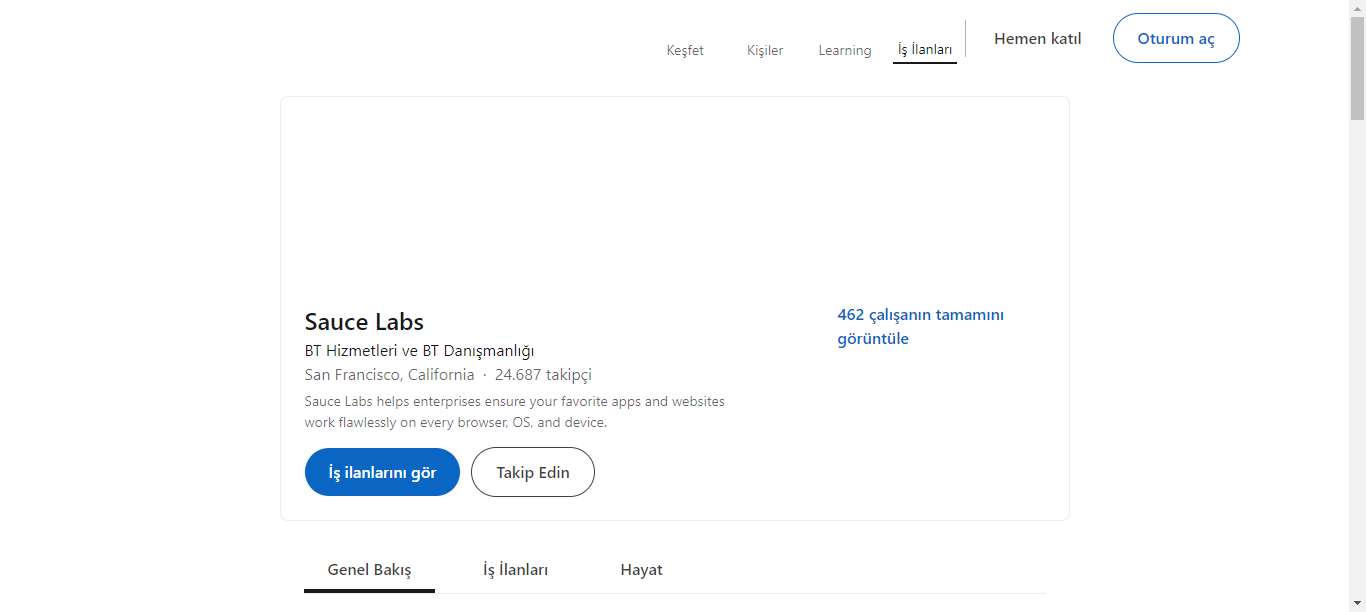 Keşfet
Kişiler
Learning
İş İlanları
Hemen katıl
Oturum aç
Sauce Labs
BT Hizmetleri ve BT Danışmanlığı
San Francisco, California · 24.687 takipçi
Sauce Labs helps enterprises ensure your favorite apps and websites
work flawlessly on every browser, OS, and device.
462 çalışanın tamamını
görüntüle
İş ilanlarını gör
Takip Edin
Genel Bakış
İş İlanları
Hayat